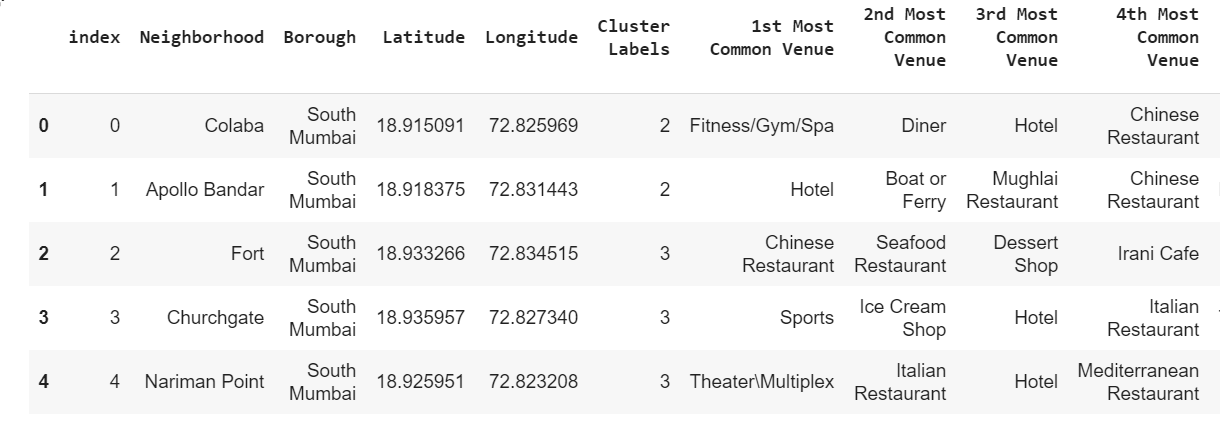 index Neighborhood Borough Latitude Longitude Cluster Labels 1st Most Common Venue 2nd Most Common Venue 3rd Most Common Venue 4th Most Common Venue
0 0 Colaba South Mumbai 18.915091 72.825969 2 Fitness/Gym/Spa Diner Hotel Chinese Restaurant
1 1 Apollo Bandar South Mumbai 18.918375 72.831443 2 Hotel Boat or Ferry Mughlai Restaurant Chinese Restaurant
2 2 Fort South Mumbai 18.933266 72.834515 3 Chinese Restaurant Seafood Restaurant Dessert Shop Irani Cafe
3 3 Churchgate South Mumbai 18.935957 72.827340 3 Sports Ice Cream Shop Hotel Italian Restaurant
4 4 Nariman Point South Mumbai 18.925951 72.823208 3 Theater\Multiplex Italian Restaurant Hotel Mediterranean Restaurant